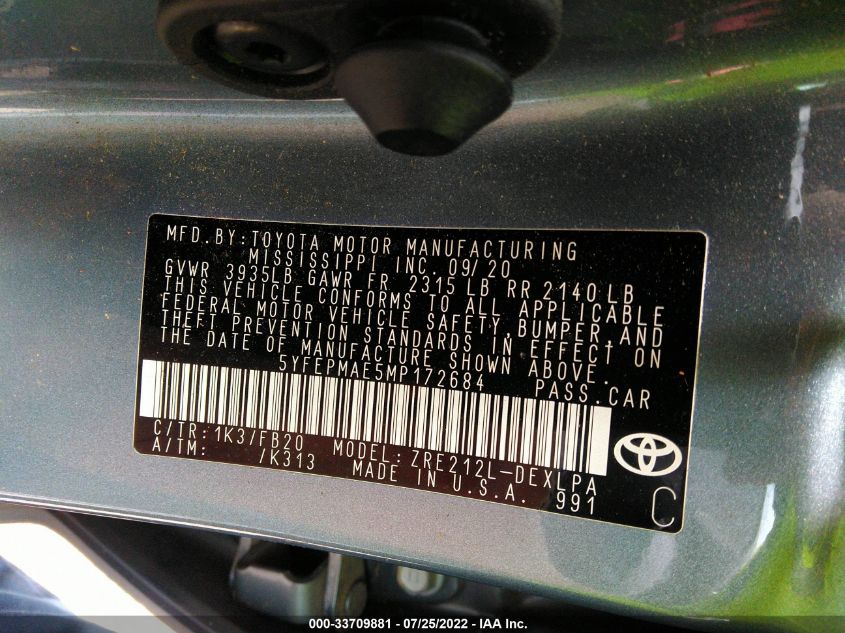 MFD.BY:TOYOTA MOTOR MANUFACTURING
MISSISSIPPI INC. 09/20
GVWR 3935LB GAWR FR 2315 LB RR 2140 LB
THIS VEHICLE CONFORMS TO ALL APPLICABLE
FEDERAL MOTOR VEHICLE SAFETY, BUMPER, AND
THEFT PREVENTION STANDARDS IN EFFECT ON
THE DATE OF MANUFACTURE SHOWN ABOVE.
5YFEPMAE5MP172684 PASS.CAR
C/TR: 1K3/FB20 MODEL: ZRE212L-DEXLPA
A/TM: /K313 MADE IN U.S.A. 991
C
000-33709881 - 07/25/2022 - IAA Inc.